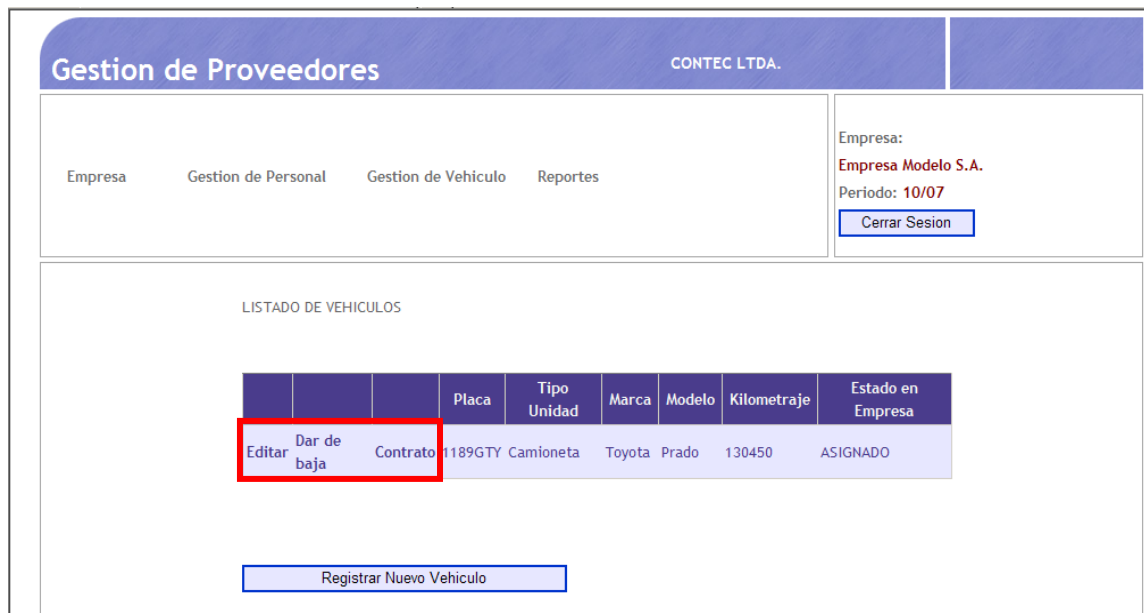 Gestion de Proveedores
CONTEC LTDA.
Empresa
Gestion de Personal
Gestion de Vehiculo
Reportes
Empresa:
Empresa Modelo S.A.
Periodo: 10/07
Cerrar Sesion
LISTADO DE VEHICULOS
Placa
Tipo
Unidad
Marca
Modelo
Kilometraje
Estado en
Empresa
Editar
Dar de
baja
Contrato
1189GTY
Camioneta
Toyota
Prado
130450
ASIGNADO
Registrar Nuevo Vehiculo